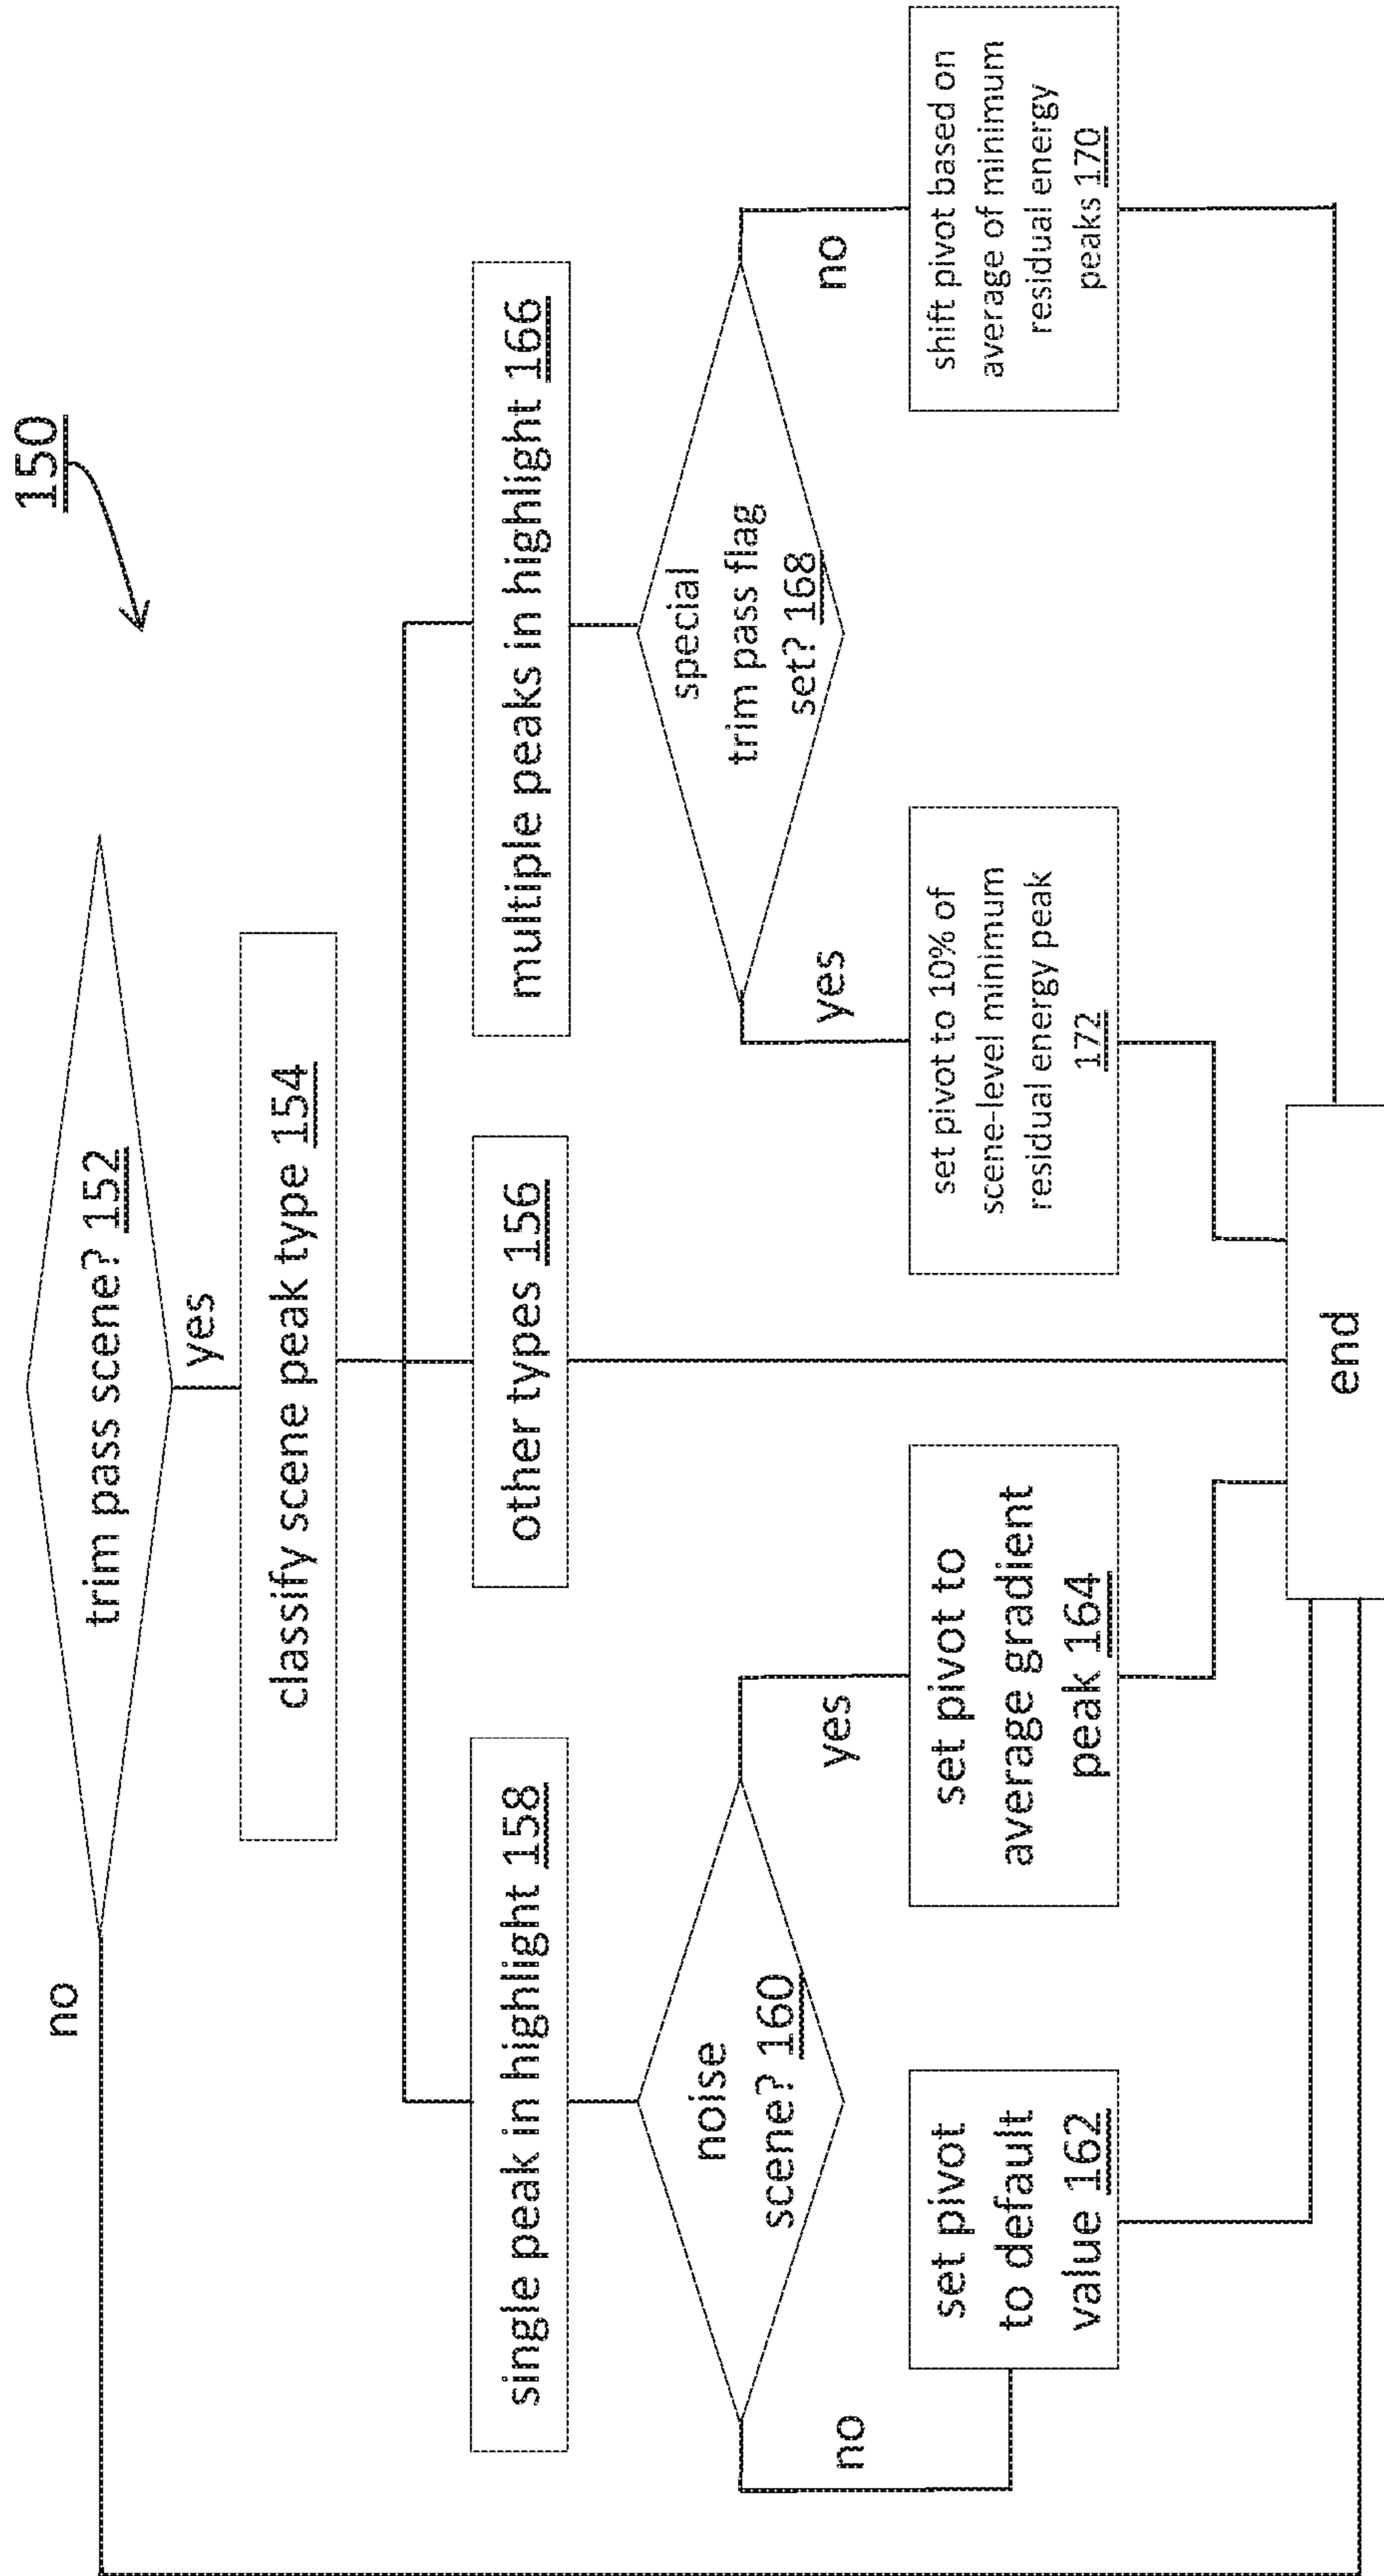 150
no
trim pass scene? 152
yes
classify scene peak type 154
single peak in highlight 158
other types 156
multiple peaks in highlight 166
noise
scene? 160
special
trim pass flag
set? 168
no
yes
yes
no
set pivot
to default
value 162
set pivot to
average gradient
peak 164
set pivot to 10% of
scene-level minimum
residual energy peak
172
shift pivot based on
average of minimum
residual energy
peaks 170
end